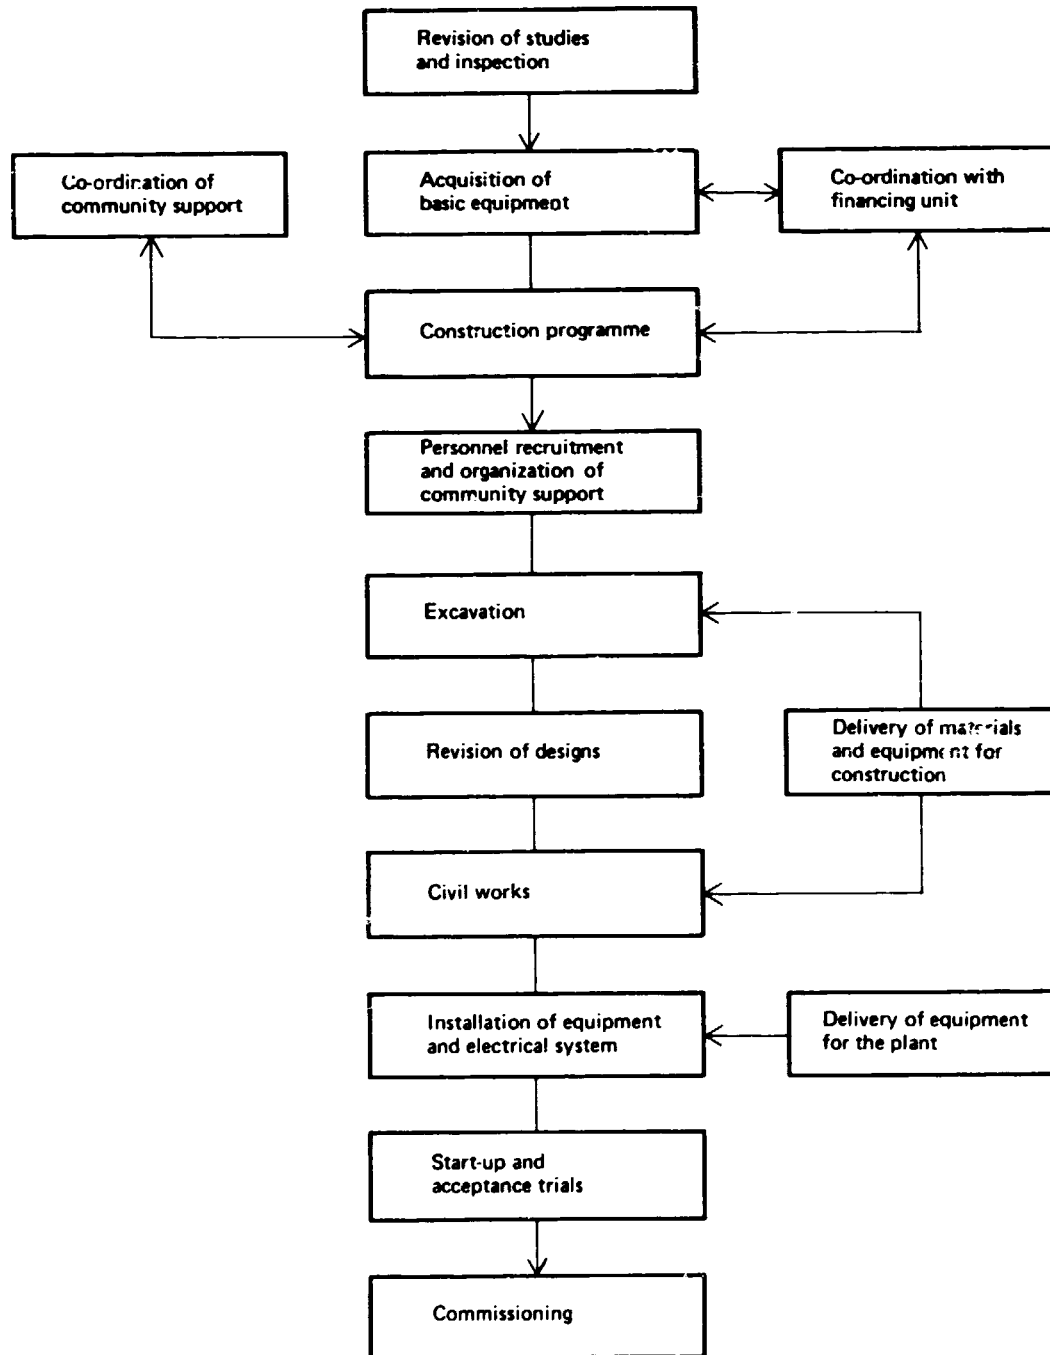 Revision of studies
and inspection
Co-ordination of
community support
Acquisition of
basic equipment
Co-ordination with
financing unit
Construction programme
Personnel recruitment
and organization of
community support
Excavation
Revision of designs
Delivery of materials
and equipment for
construction
Civil works
Installation of equipment
and electrical system
Delivery of equipment
for the plant
Start-up and
acceptance trials
Commissioning